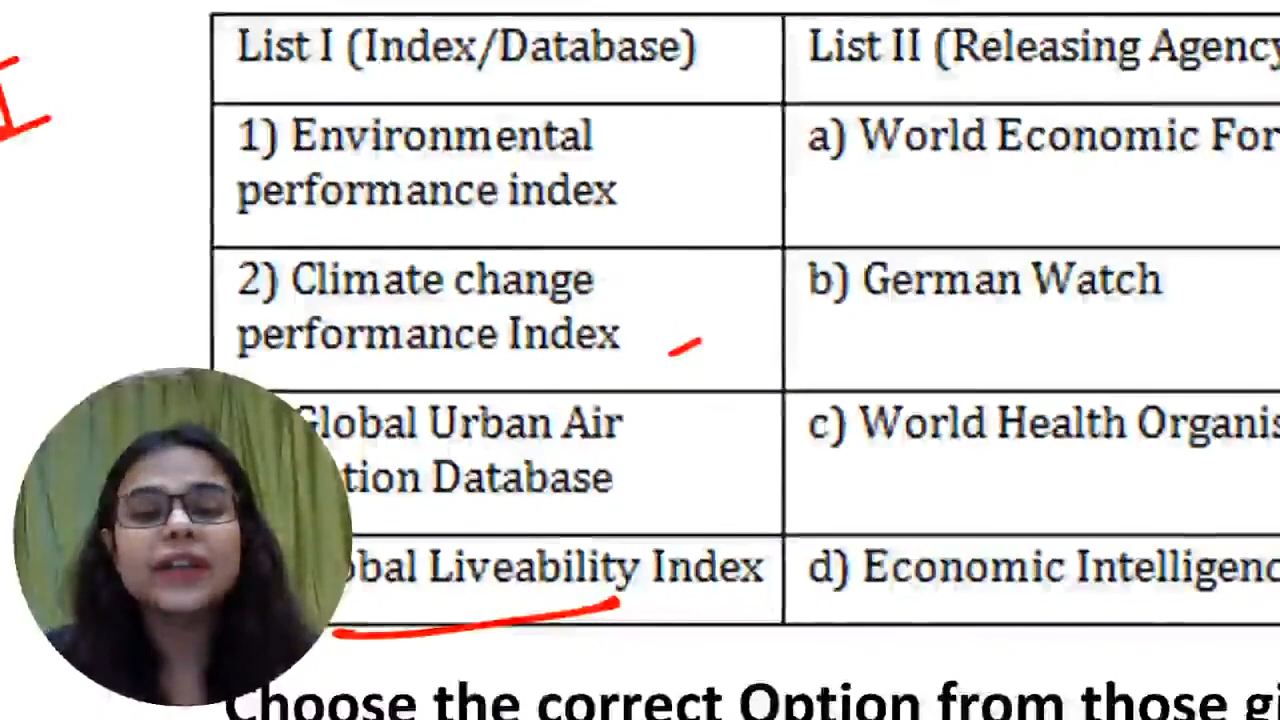 List I (Index/Database)
List II (Releasing Agency
1) Environmental
performance index
a) World Economic For
2) Climate change
performance Index
b) German Watch
Global Urban Air
tion Database
c) World Health Organis
obal Liveability Index
d) Economic Intelligenc
Choose the correct Option from those gi